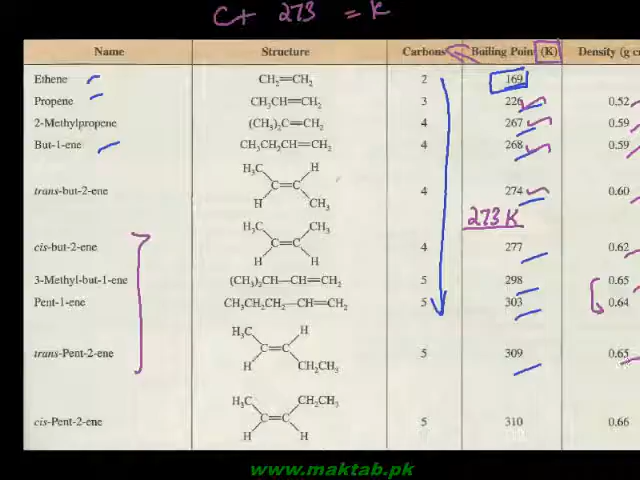 C + 273 = K
Name Structure Carbons Boiling Point (K) Density (g c
Ethene CH₂=CH₂ 2 169
Propene CH₃CH=CH₂ 3 226 0.52
2-Methylpropene (CH₃)₂C=CH₂ 4 267 0.59
But-1-ene CH₃CH₂CH=CH₂ 4 268 0.59
H₃C H
trans-but-2-ene C=C 4 274 0.60
H CH₃
273 K
H₃C CH₃
cis-but-2-ene C=C 4 277 0.62
H H
3-Methyl-but-1-ene (CH₃)₂CH—CH=CH₂ 5 298 0.65
Pent-1-ene CH₃CH₂CH₂—CH=CH₂ 5 303 0.64
H₃C H
trans-Pent-2-ene C=C 5 309 0.65
H CH₂CH₃
H₃C CH₂CH₃
cis-Pent-2-ene C=C 5 310 0.66
H H
www.maktab.pk